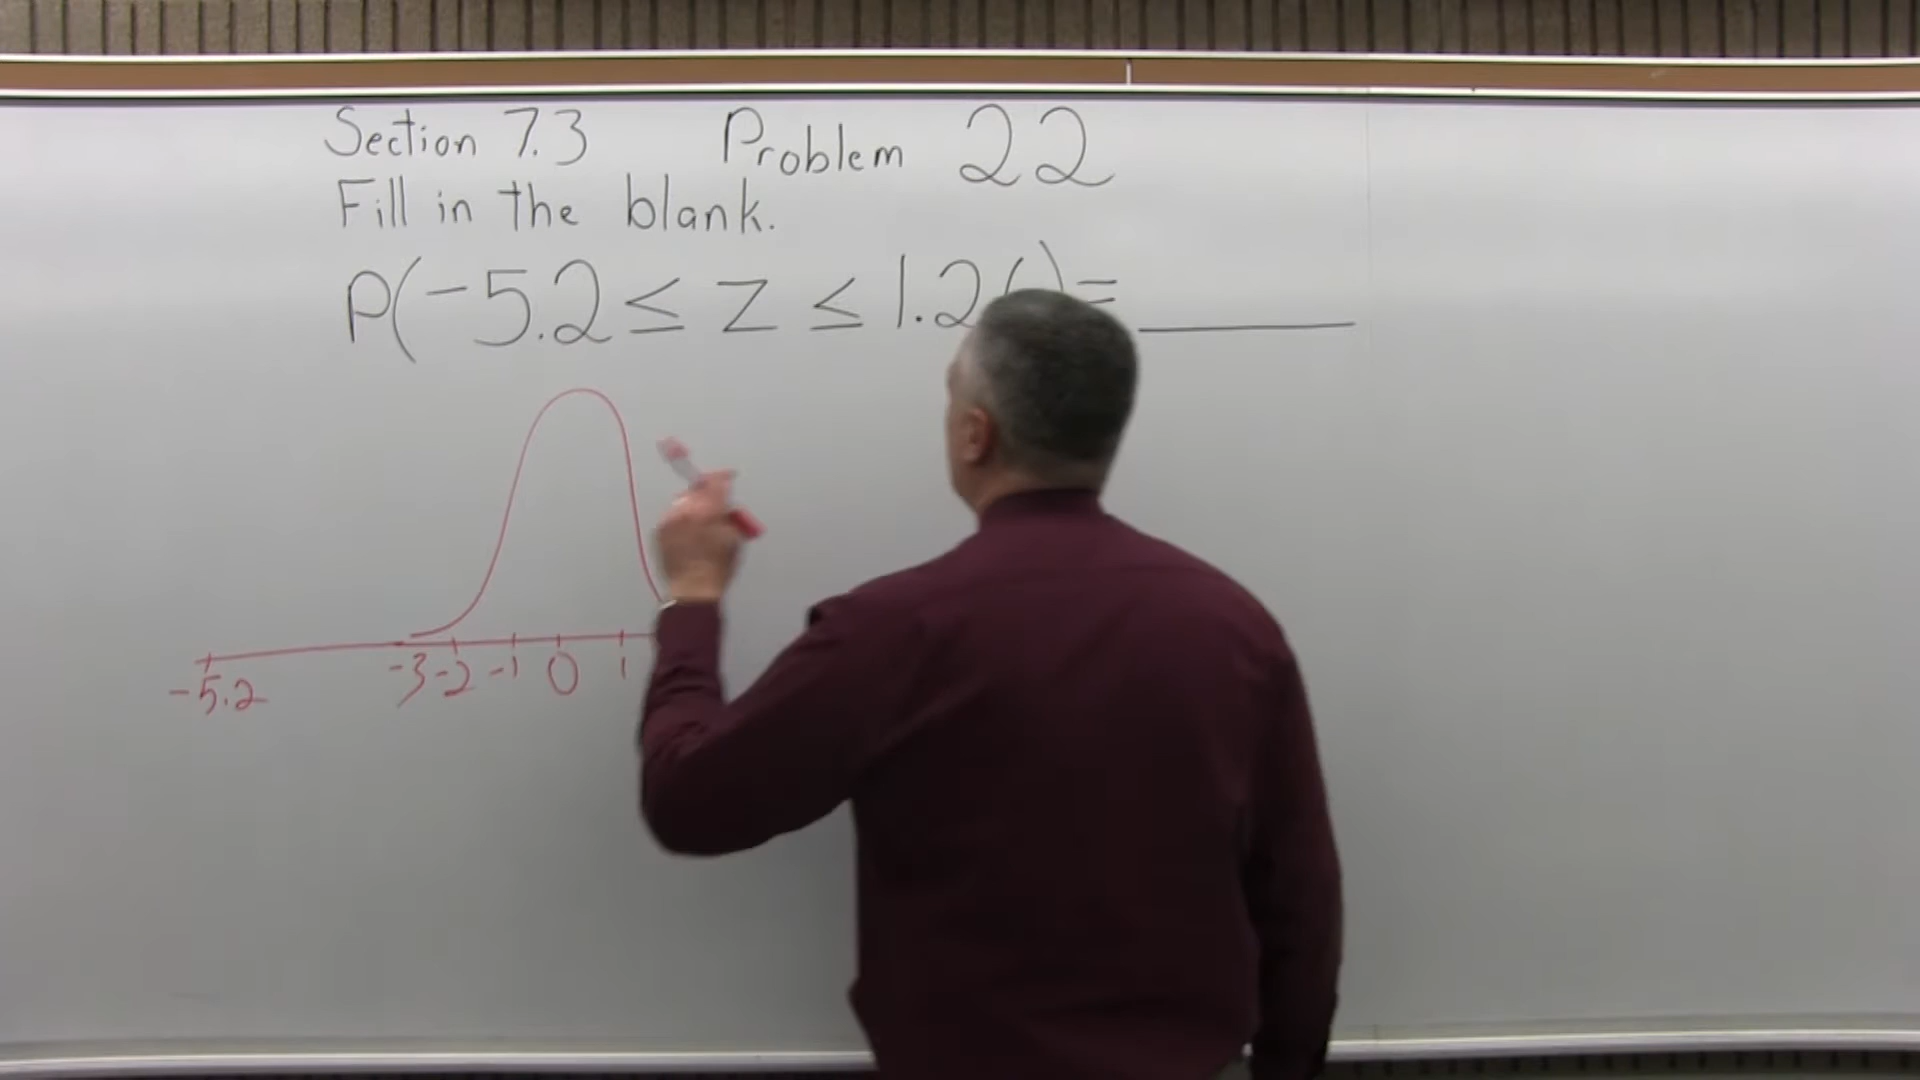 Section 7.3 Problem 22
Fill in the blank.
P(-5.2 ≤ z ≤ 1.2 )=
-5.2 -3 -2 -1 0 1